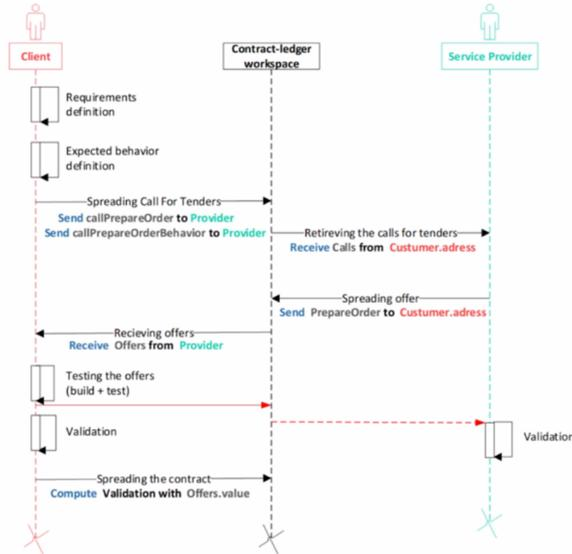 Client
Contract-ledger
workspace
Service Provider
Requirements
definition
Expected behavior
definition
Spreading Call For Tenders
Send callPrepareOrder to Provider
Send callPrepareOrderBehavior to Provider
Retireving the calls for tenders
Receive Calls from Custumer.adress
Spreading offer
Send PrepareOrder to Custumer.adress
Recieving offers
Receive Offers from Provider
Testing the offers
(build + test)
Validation
Validation
Spreading the contract
Compute Validation with Offers.value